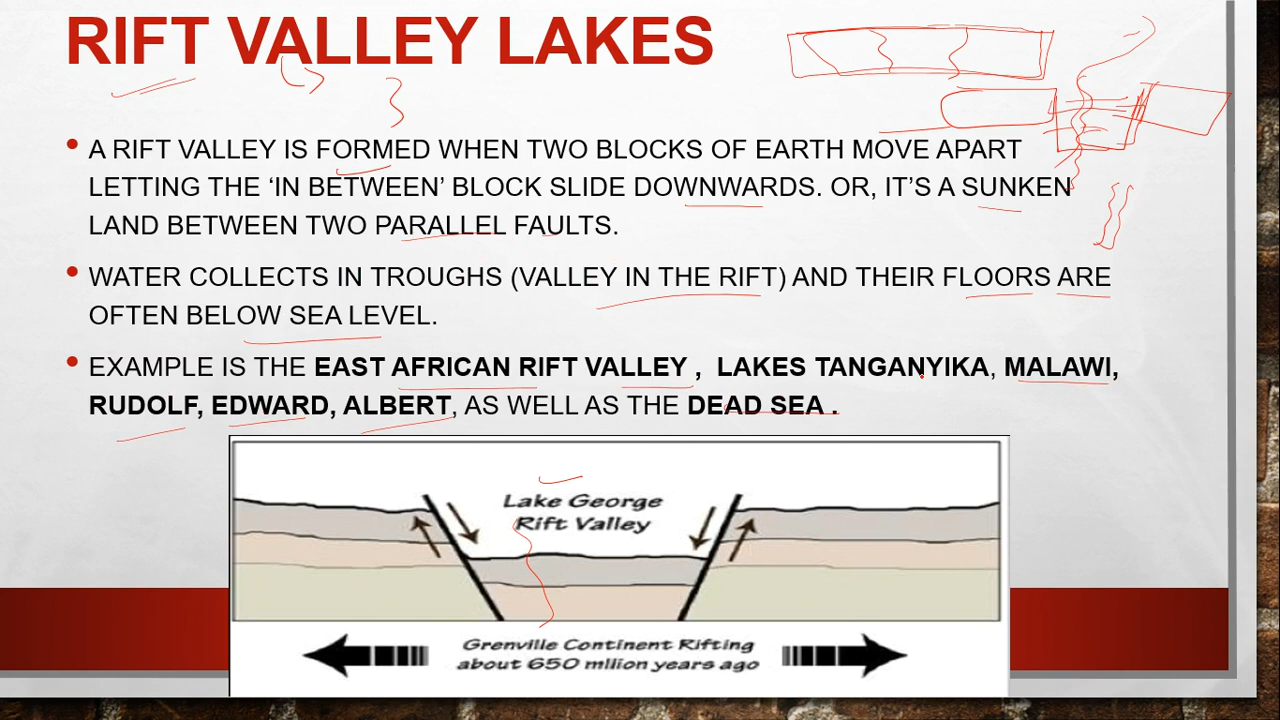 RIFT VALLEY LAKES
• A RIFT VALLEY IS FORMED WHEN TWO BLOCKS OF EARTH MOVE APART
LETTING THE ‘IN BETWEEN’ BLOCK SLIDE DOWNWARDS. OR, IT’S A SUNKEN
LAND BETWEEN TWO PARALLEL FAULTS.
• WATER COLLECTS IN TROUGHS (VALLEY IN THE RIFT) AND THEIR FLOORS ARE
OFTEN BELOW SEA LEVEL.
• EXAMPLE IS THE EAST AFRICAN RIFT VALLEY , LAKES TANGANYIKA, MALAWI,
RUDOLF, EDWARD, ALBERT, AS WELL AS THE DEAD SEA .
Lake George
Rift Valley
Grenville Continent Rifting
about 650 mllion years ago